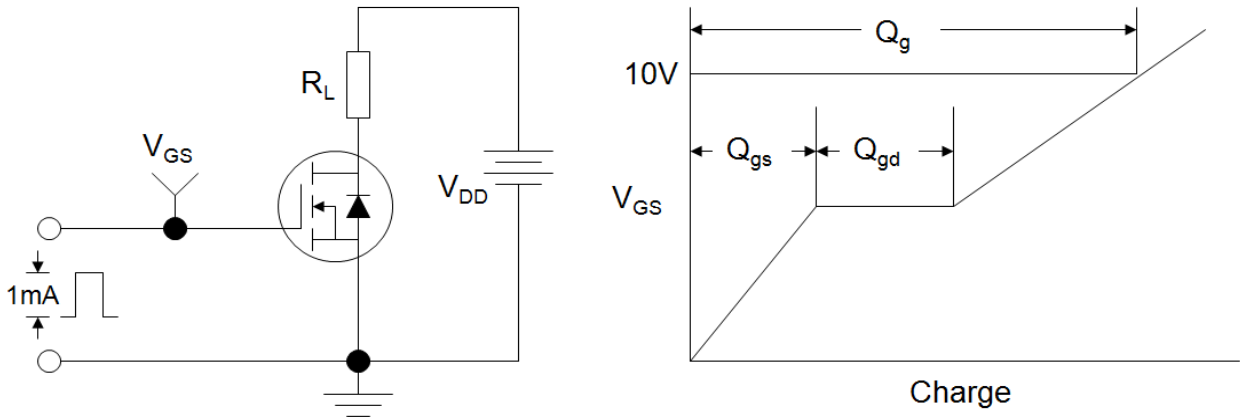 R_L
V_GS
V_DD
1mA
Q_g
10V
Q_gs
Q_gd
V_GS
Charge